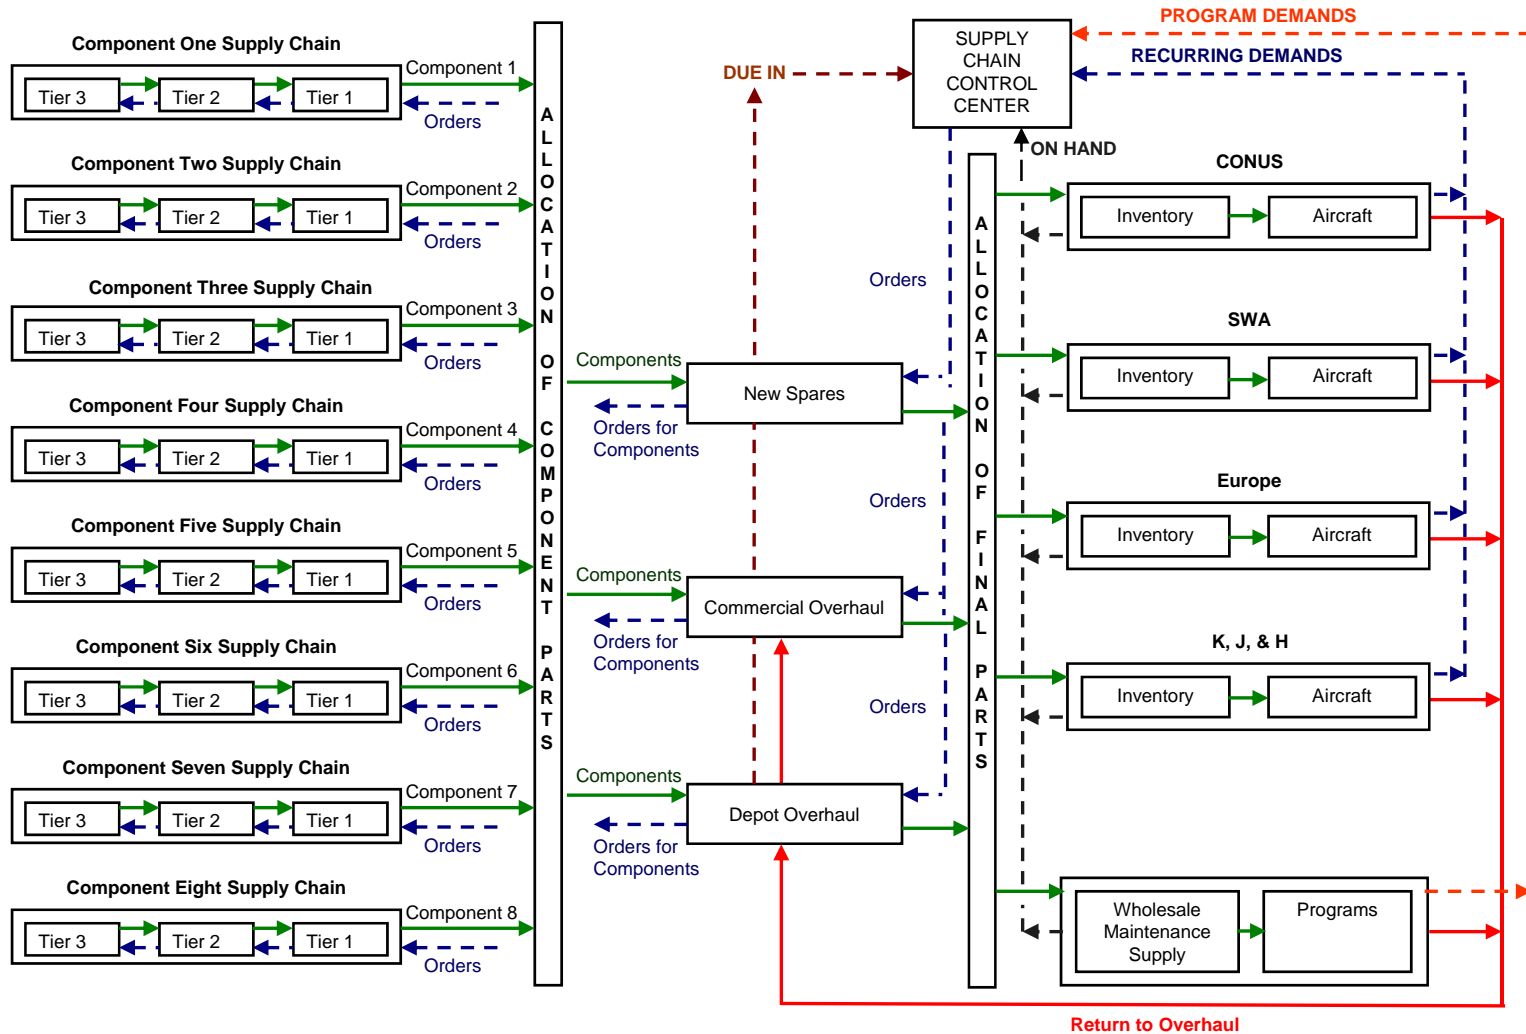 PROGRAM DEMANDS
Component One Supply Chain
Component 1
Tier 3
Tier 2
Tier 1
Orders
Component Two Supply Chain
Component 2
Tier 3
Tier 2
Tier 1
Orders
Component Three Supply Chain
Component 3
Tier 3
Tier 2
Tier 1
Orders
Component Four Supply Chain
Component 4
Tier 3
Tier 2
Tier 1
Orders
Component Five Supply Chain
Component 5
Tier 3
Tier 2
Tier 1
Orders
Component Six Supply Chain
Component 6
Tier 3
Tier 2
Tier 1
Orders
Component Seven Supply Chain
Component 7
Tier 3
Tier 2
Tier 1
Orders
Component Eight Supply Chain
Component 8
Tier 3
Tier 2
Tier 1
Orders
ALLOCATION OF COMPONENT PARTS
DUE IN
SUPPLY
CHAIN
CONTROL
CENTER
RECURRING DEMANDS
ON HAND
Orders
Components
New Spares
Orders for
Components
Orders
Components
Commercial Overhaul
Orders for
Components
Orders
Components
Depot Overhaul
Orders for
Components
ALLOCATION OF FINAL PARTS
CONUS
Inventory
Aircraft
SWA
Inventory
Aircraft
Europe
Inventory
Aircraft
K, J, & H
Inventory
Aircraft
Wholesale
Maintenance
Supply
Programs
Return to Overhaul